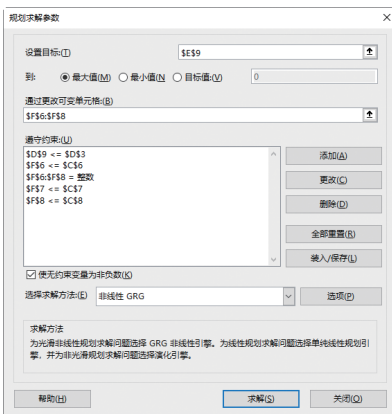 规划求解参数
设置目标:(T) $E$9
到: 最大值(M) 最小值(N 目标值:(V) 0
通过更改可变单元格:(B)
$F$6:$F$8
遵守约束:(U)
$D$9 <= $D$3
$F$6 <= $C$6
$F$6:$F$8 = 整数
$F$7 <= $C$7
$F$8 <= $C$8
添加(A)
更改(C)
删除(D)
全部重置(R)
装入/保存(L)
使无约束变量为非负数(K)
选择求解方法:(E) 非线性 GRG 选项(P)
求解方法
为光滑非线性规划求解问题选择 GRG 非线性引擎。为线性规划求解问题选择单纯线性规划引
擎，并为非光滑规划求解问题选择演化引擎。
帮助(H) 求解(S) 关闭(O)